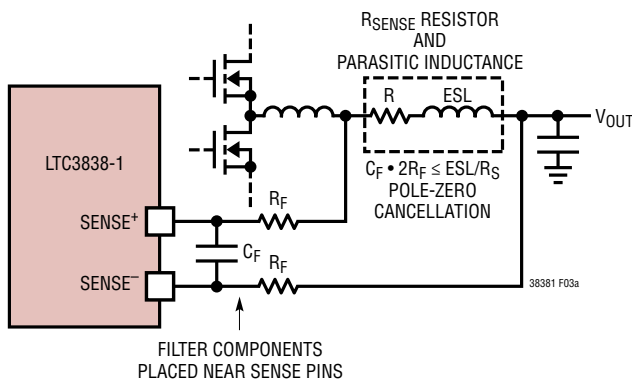 RSENSE RESISTOR
AND
PARASITIC INDUCTANCE
R
ESL
VOUT
CF • 2RF ≤ ESL/RS
POLE-ZERO
CANCELLATION
LTC3838-1
SENSE+
RF
CF
SENSE–
RF
38381 F03a
FILTER COMPONENTS
PLACED NEAR SENSE PINS